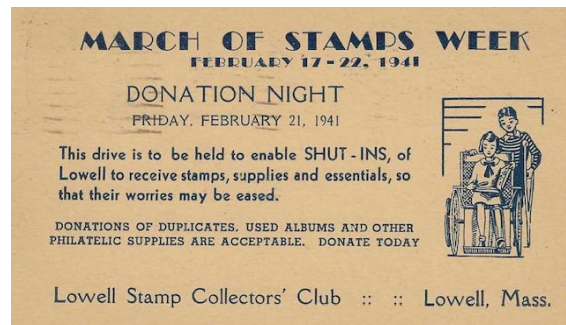 MARCH OF STAMPS WEEK
FEBRUARY 17-22, 1941
DONATION NIGHT
FRIDAY, FEBRUARY 21, 1941
This drive is to be held to enable SHUT-INS, of
Lowell to receive stamps, supplies and essentials, so
that their worries may be eased.
DONATIONS OF DUPLICATES, USED ALBUMS AND OTHER
PHILATELIC SUPPLIES ARE ACCEPTABLE. DONATE TODAY
Lowell Stamp Collectors' Club :: :: Lowell, Mass.